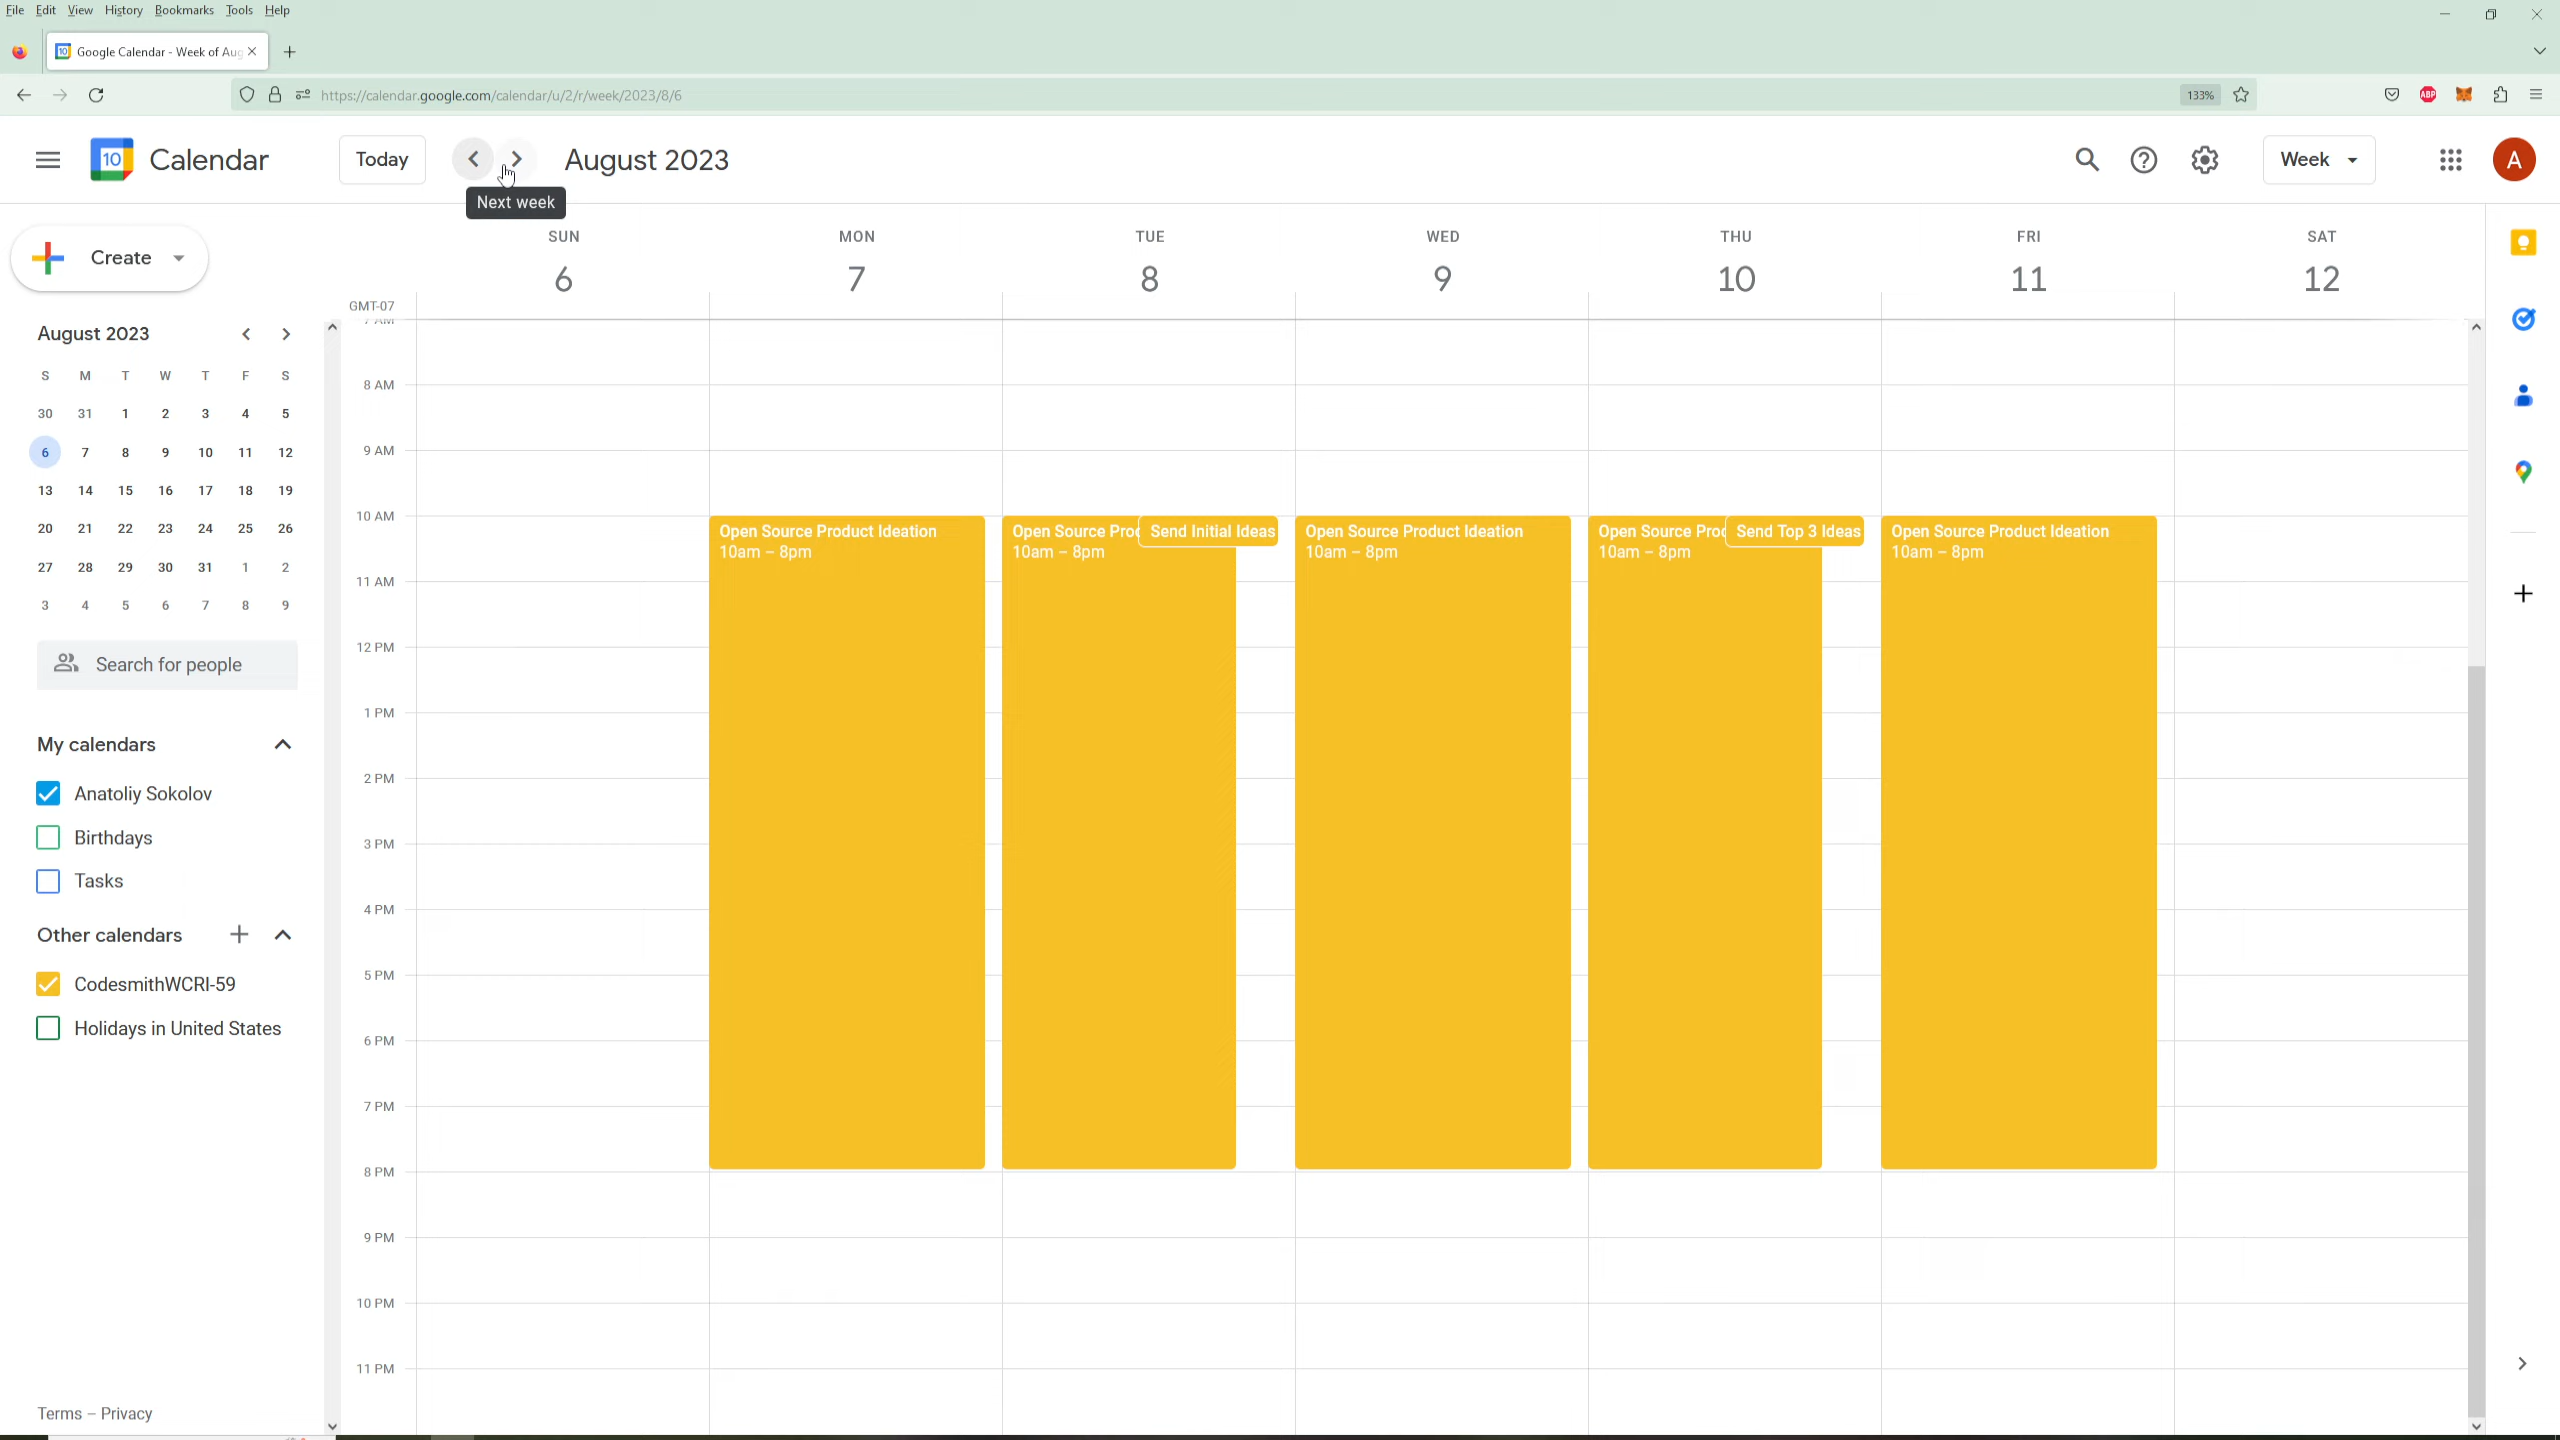 File Edit View History Bookmarks Tools Help
Google Calendar - Week of Aug
https://calendar.google.com/calendar/u/2/r/week/2023/8/6
133%
ABP
10 Calendar
Today
August 2023
Week
A
Next week
Create
SUN MON TUE WED THU FRI SAT
6 7 8 9 10 11 12
GMT-07
August 2023
S M T W T F S
30 31 1 2 3 4 5
6 7 8 9 10 11 12
13 14 15 16 17 18 19
20 21 22 23 24 25 26
27 28 29 30 31 1 2
3 4 5 6 7 8 9
Search for people
My calendars
Anatoliy Sokolov
Birthdays
Tasks
Other calendars
CodesmithWCRI-59
Holidays in United States
Terms – Privacy
7 AM
8 AM
9 AM
10 AM
11 AM
12 PM
1 PM
2 PM
3 PM
4 PM
5 PM
6 PM
7 PM
8 PM
9 PM
10 PM
11 PM
Open Source Product Ideation
10am – 8pm
Open Source Prod
10am – 8pm
Send Initial Ideas
Open Source Product Ideation
10am – 8pm
Open Source Prod
10am – 8pm
Send Top 3 Ideas
Open Source Product Ideation
10am – 8pm